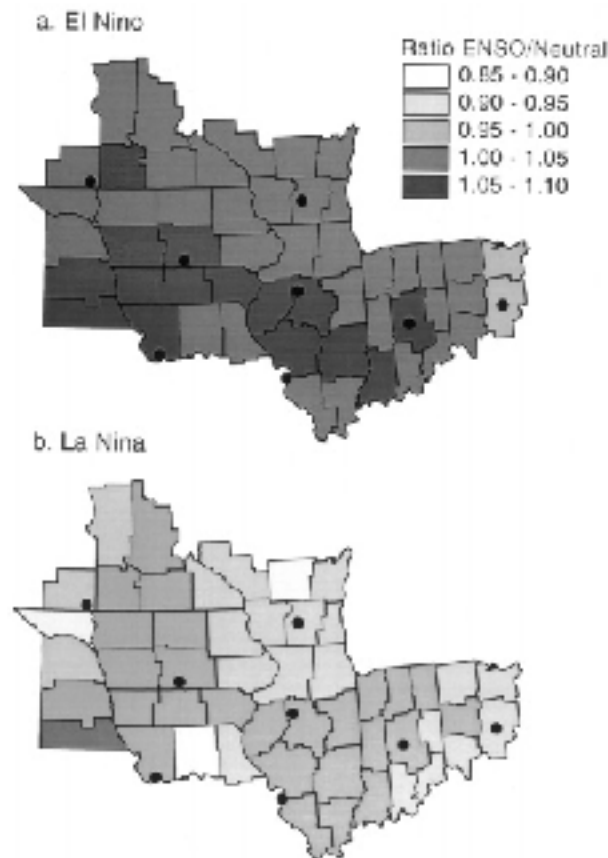 a. El Nino
Ratio ENSO/Neutral
0.85 - 0.90
0.90 - 0.95
0.95 - 1.00
1.00 - 1.05
1.05 - 1.10
b. La Nina